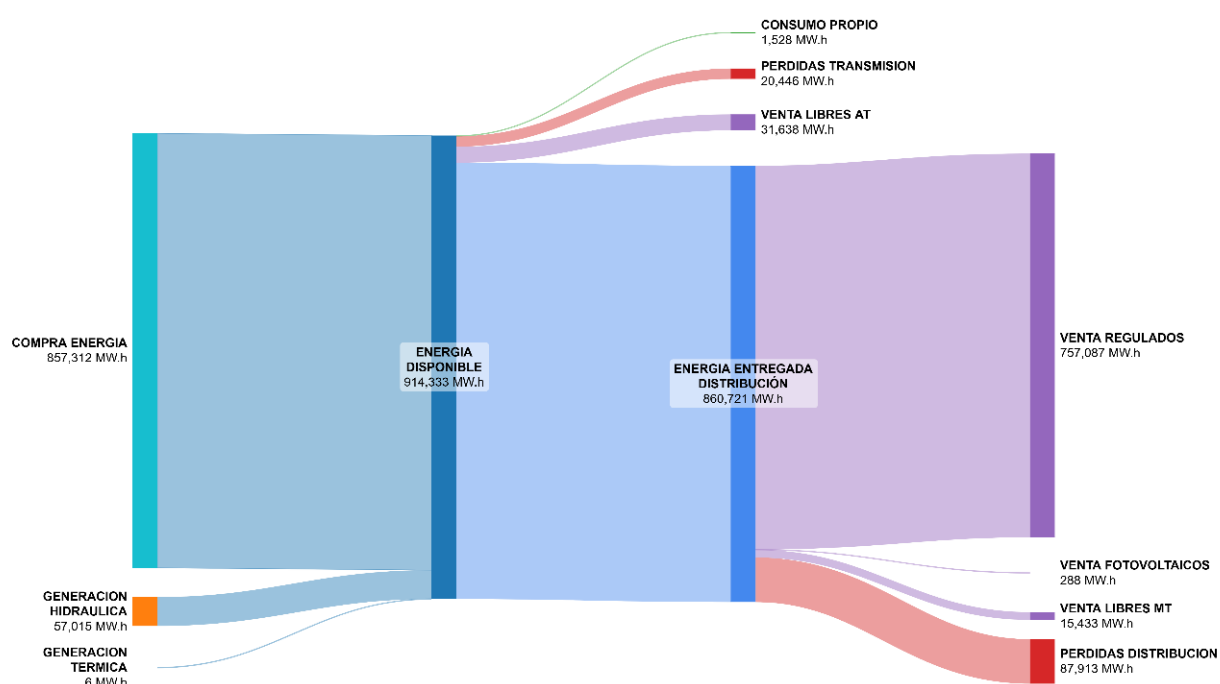 CONSUMO PROPIO
1,528 MW.h
PERDIDAS TRANSMISION
20,446 MW.h
VENTA LIBRES AT
31,638 MW.h
COMPRA ENERGIA
857,312 MW.h
ENERGIA
DISPONIBLE
914,333 MW.h
ENERGIA ENTREGADA
DISTRIBUCIÓN
860,721 MW.h
VENTA REGULADOS
757,087 MW.h
GENERACION
HIDRAULICA
57,015 MW.h
GENERACION
TERMICA
6 MW.h
VENTA FOTOVOLTAICOS
288 MW.h
VENTA LIBRES MT
15,433 MW.h
PERDIDAS DISTRIBUCION
87,913 MW.h